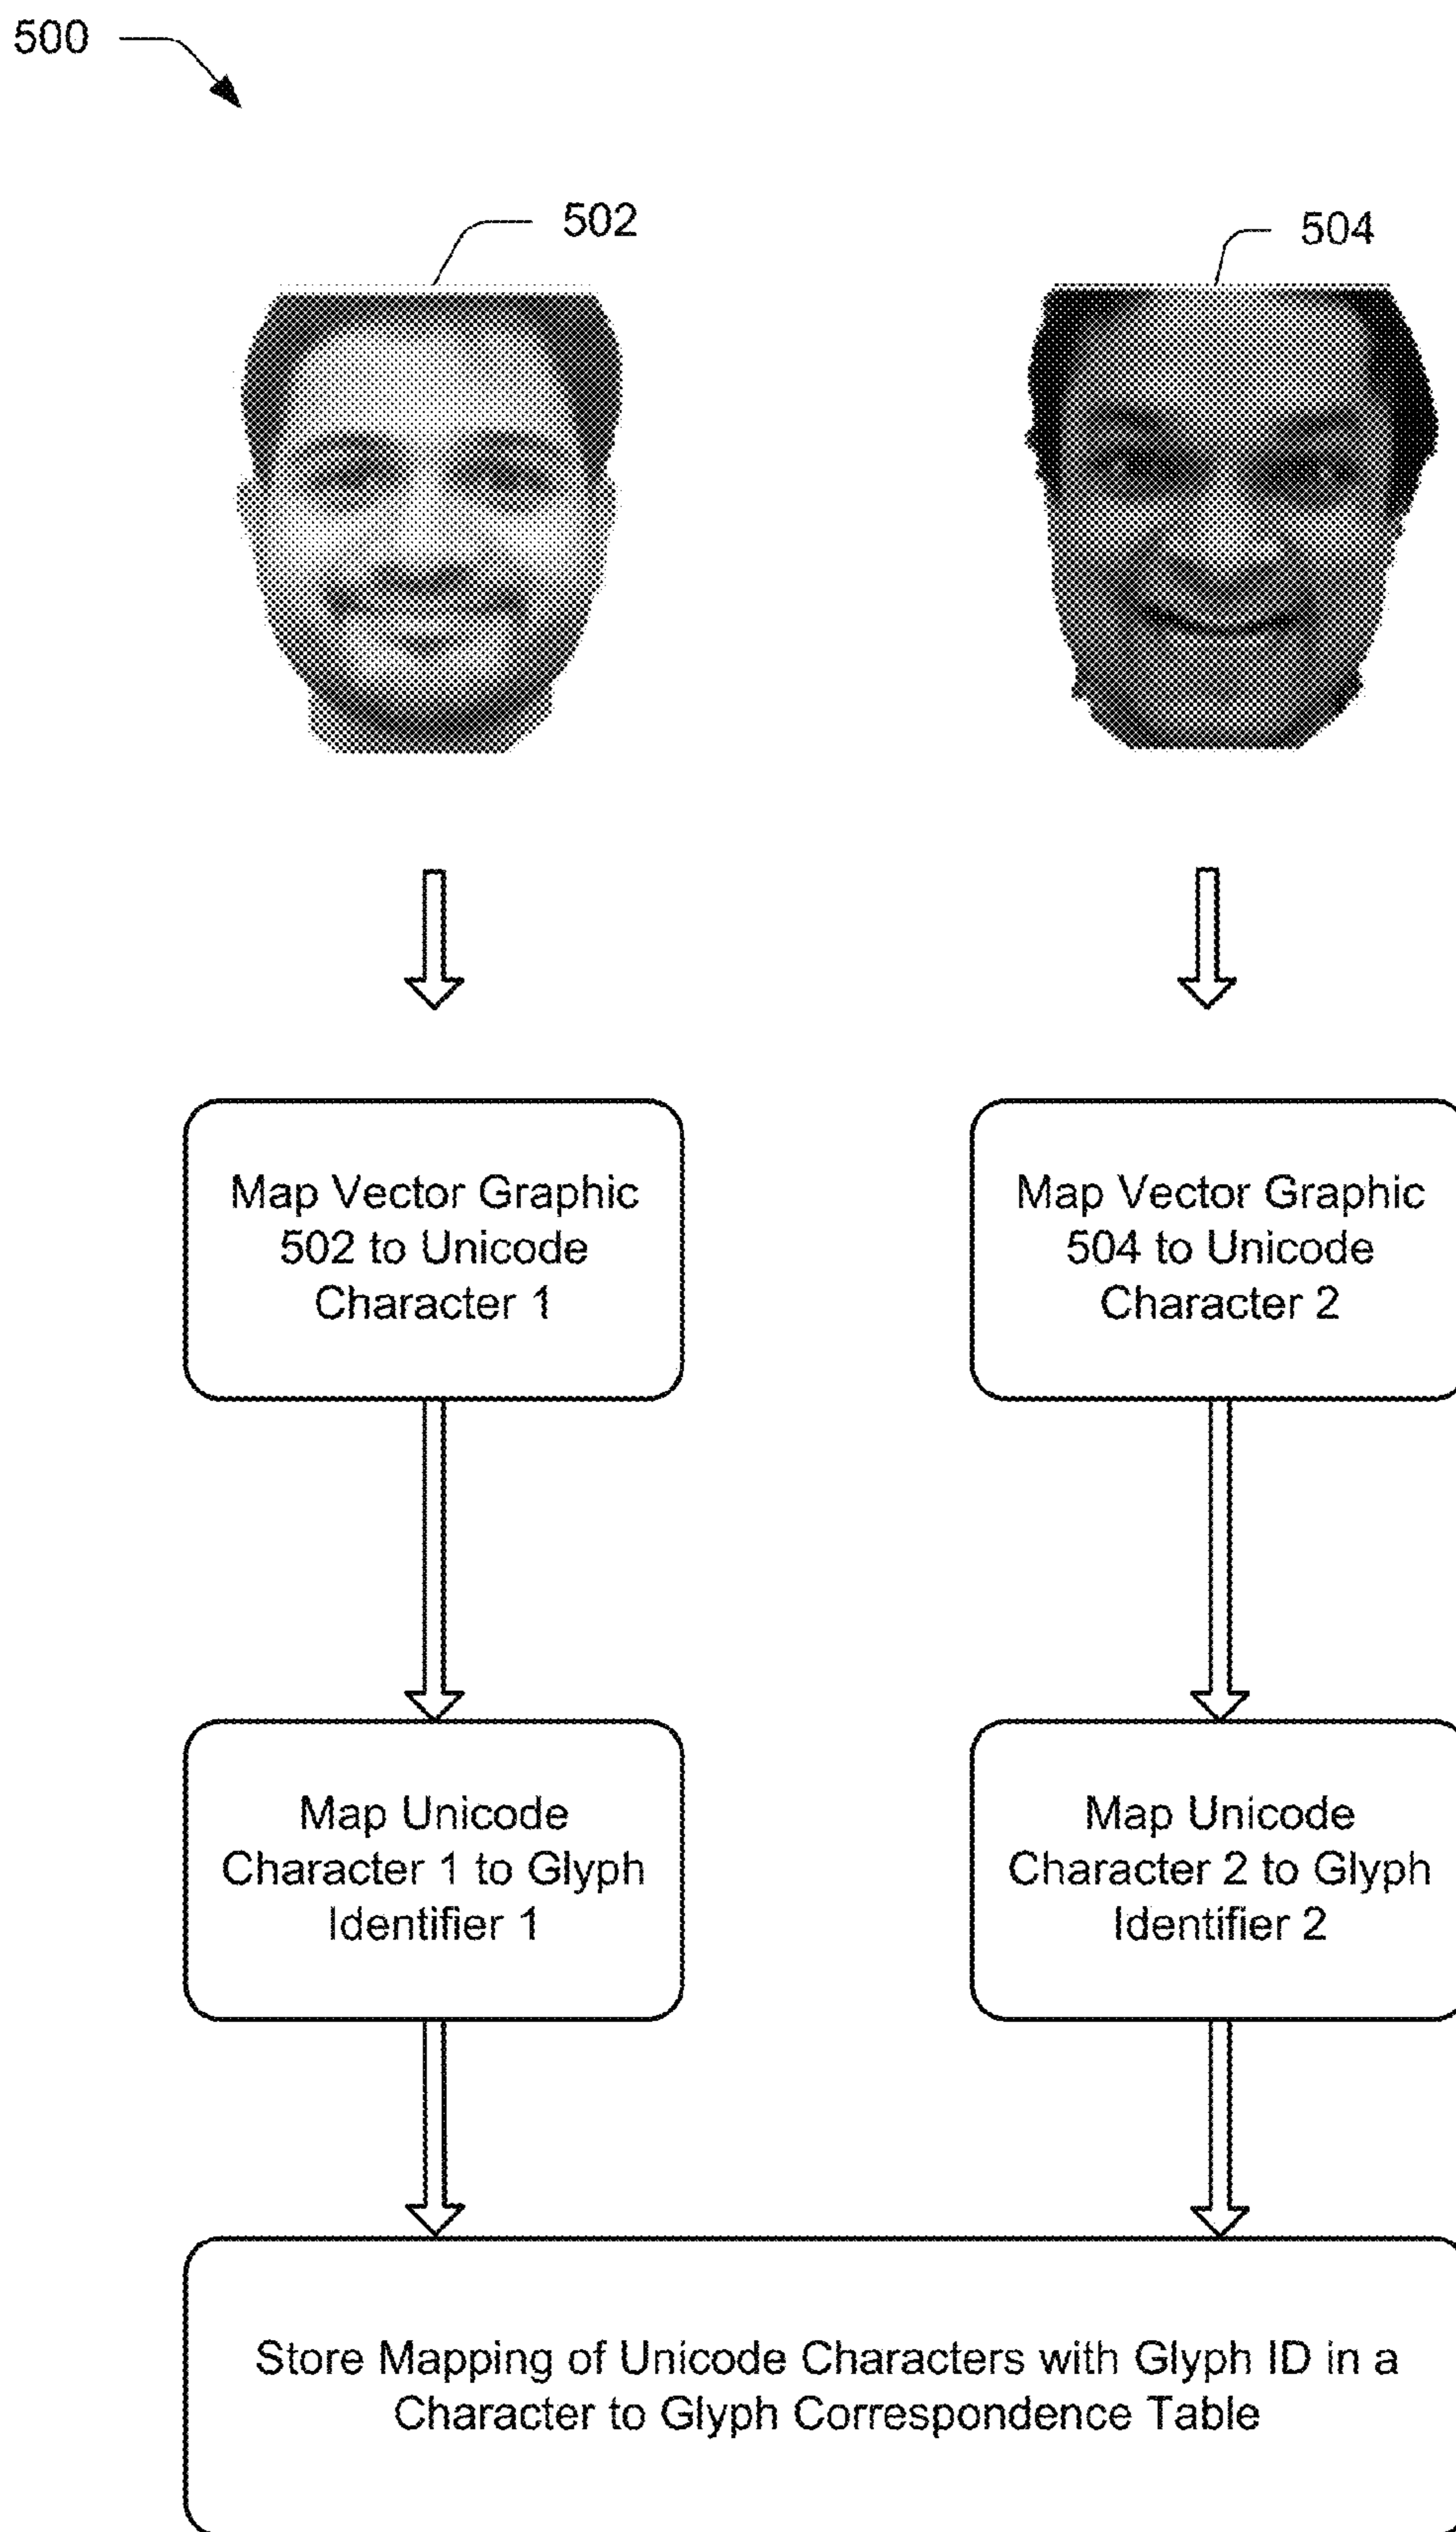 500
502
504
Map Vector Graphic
502 to Unicode
Character 1
Map Vector Graphic
504 to Unicode
Character 2
Map Unicode
Character 1 to Glyph
Identifier 1
Map Unicode
Character 2 to Glyph
Identifier 2
Store Mapping of Unicode Characters with Glyph ID in a
Character to Glyph Correspondence Table